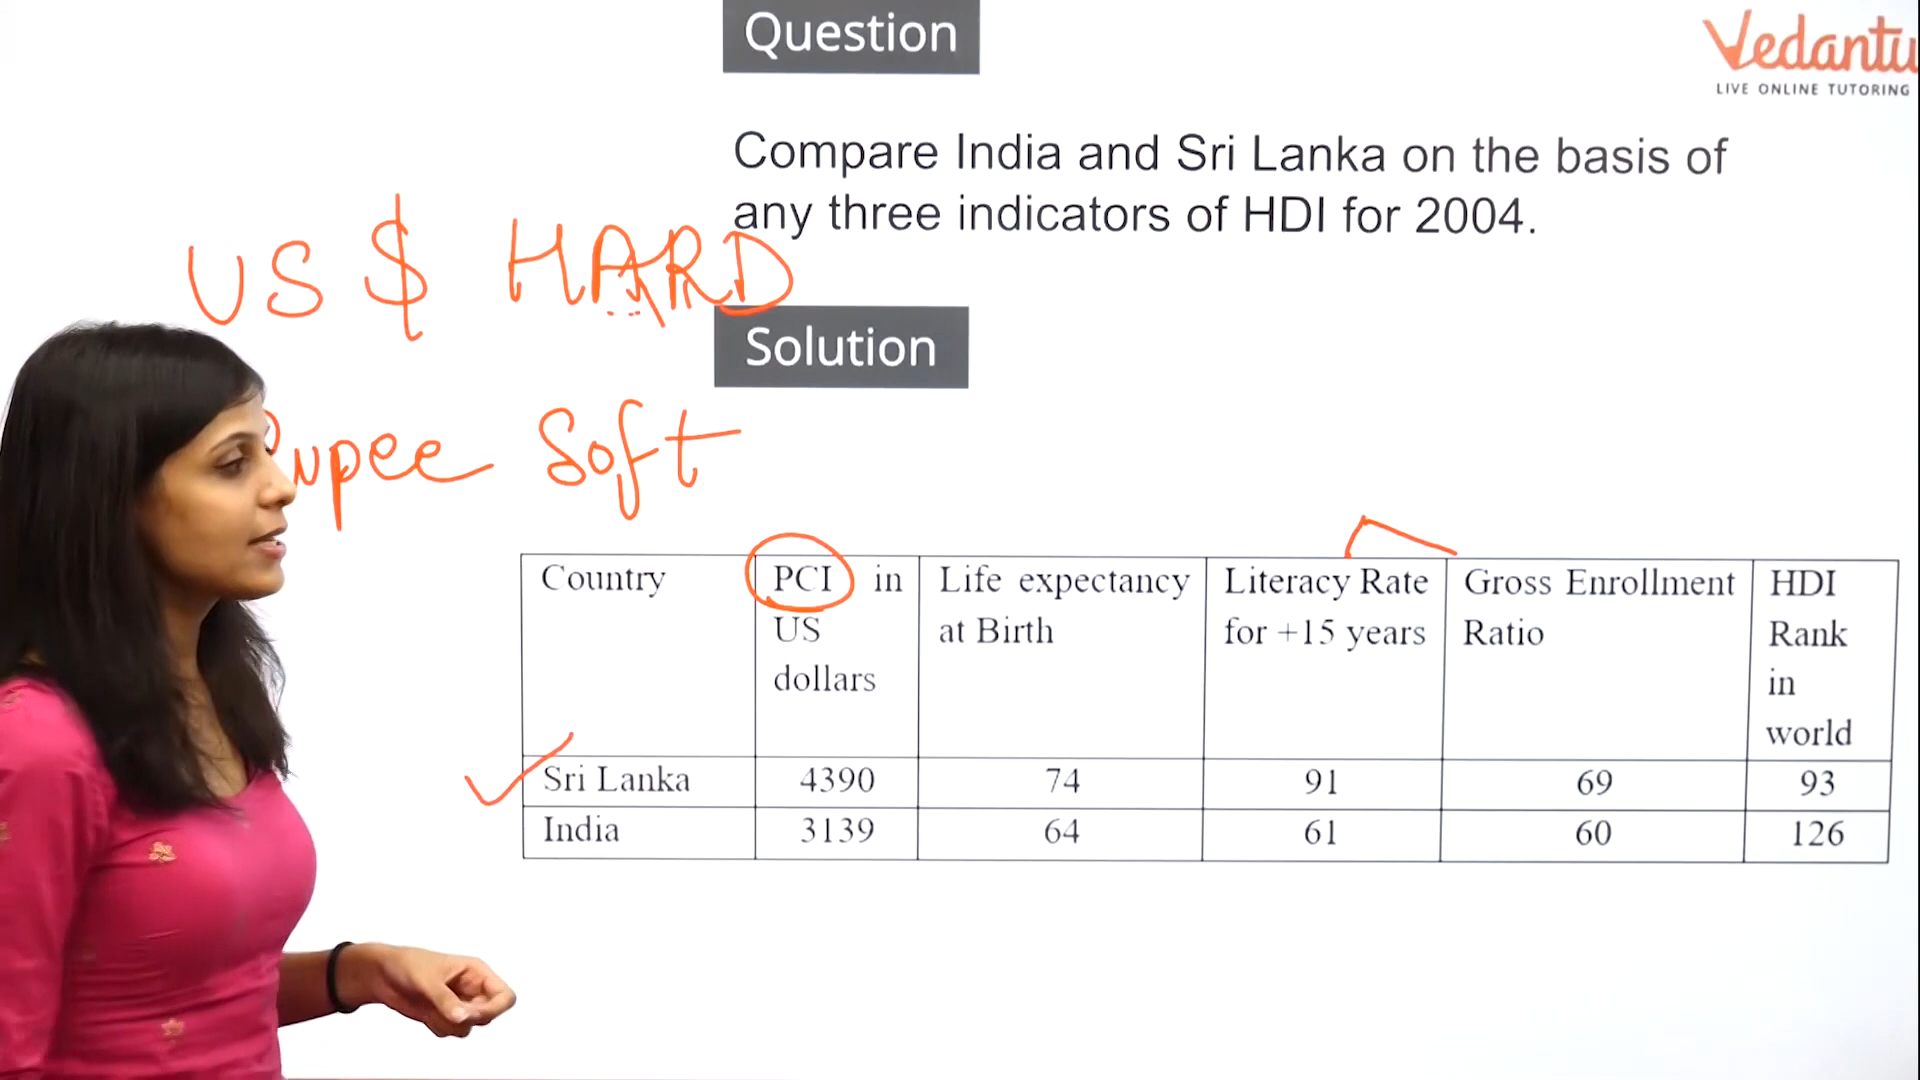 Question
Vedantu
LIVE ONLINE TUTORING
Compare India and Sri Lanka on the basis of
any three indicators of HDI for 2004.
US $ HARD
Solution
Rupee Soft
Country PCI in US dollars Life expectancy at Birth Literacy Rate for +15 years Gross Enrollment Ratio HDI Rank in world
Sri Lanka 4390 74 91 69 93
India 3139 64 61 60 126